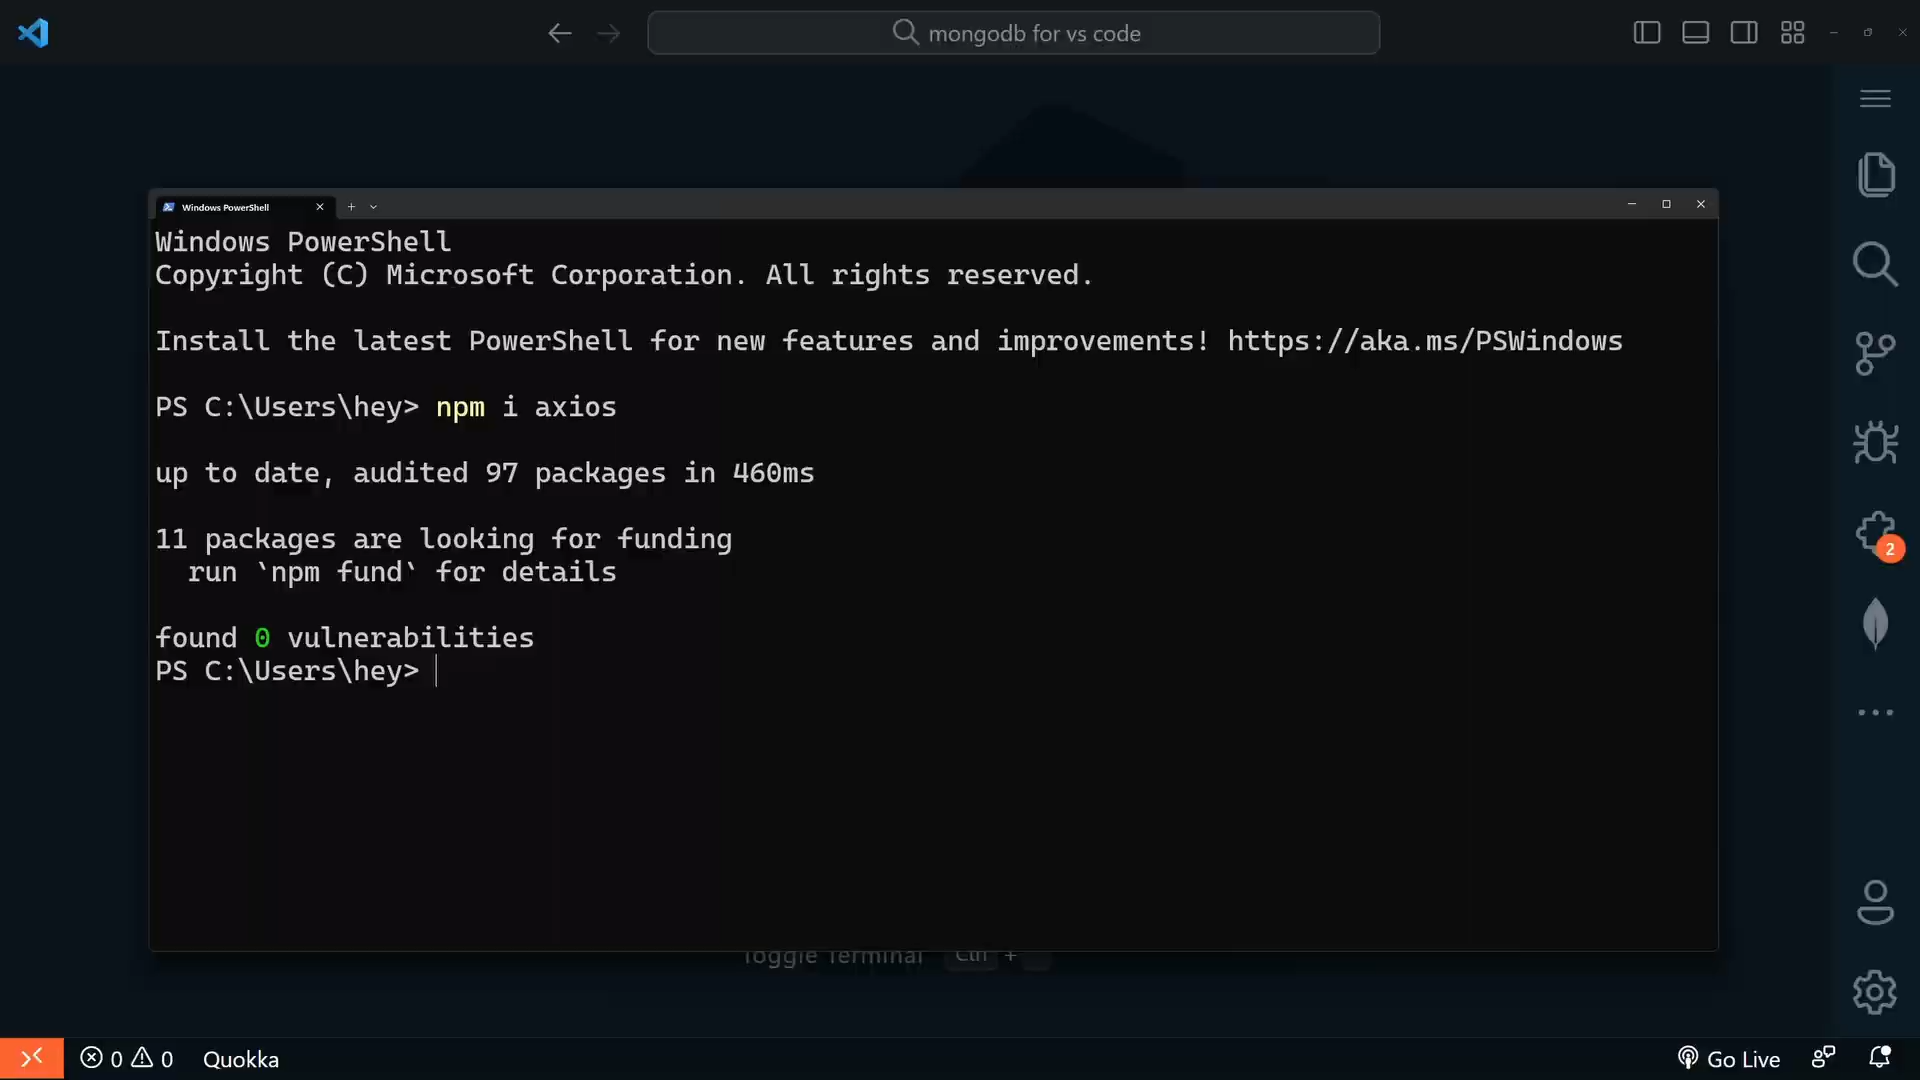 mongodb for vs code
Windows PowerShell
Windows PowerShell
Copyright (C) Microsoft Corporation. All rights reserved.
Install the latest PowerShell for new features and improvements! https://aka.ms/PSWindows
PS C:\Users\hey> npm i axios
up to date, audited 97 packages in 460ms
11 packages are looking for funding
run `npm fund` for details
found 0 vulnerabilities
PS C:\Users\hey>
2
Toggle Terminal Ctrl +
0 0 Quokka
Go Live